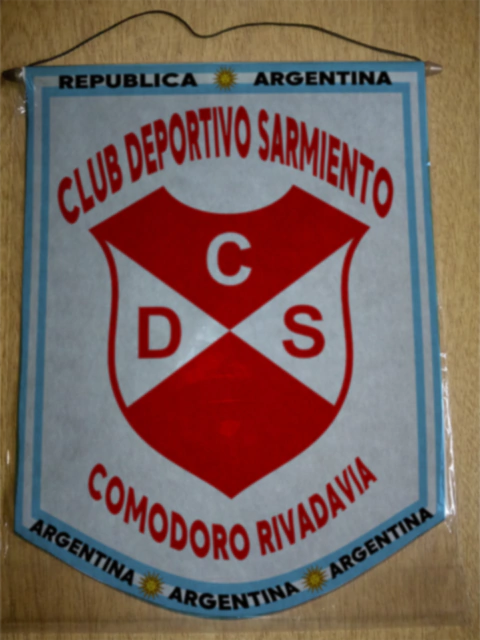 REPUBLICA ARGENTINA
CLUB DEPORTIVO SARMIENTO
C
D S
COMODORO RIVADAVIA
ARGENTINA ARGENTINA ARGENTINA